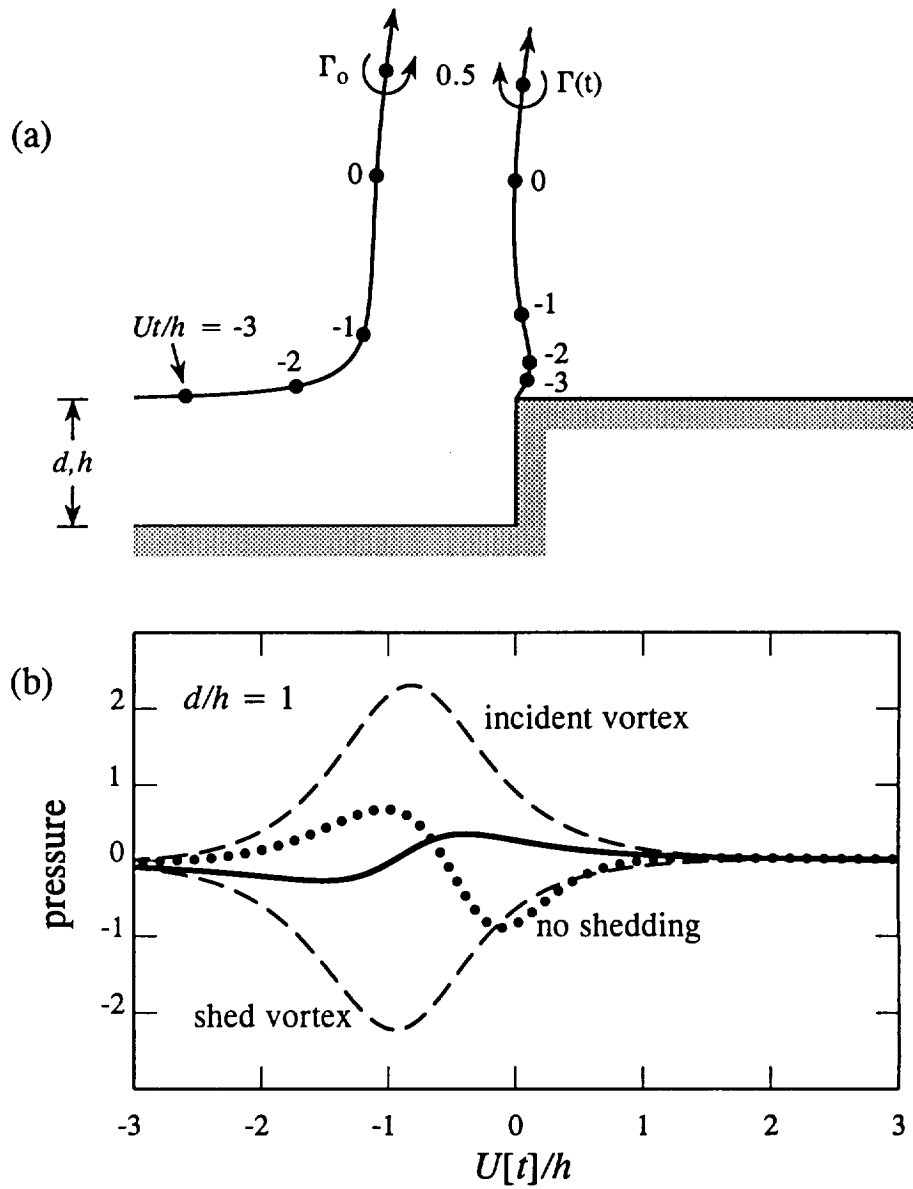 (a)
Γₒ
0.5
Γ(t)
0
0
-1
-1
Ut/h = -3
-2
-2
-3
d,h
(b)
d/h = 1
incident vortex
no shedding
shed vortex
pressure
2
1
0
-1
-2
-3
-2
-1
0
1
2
3
U[t]/h